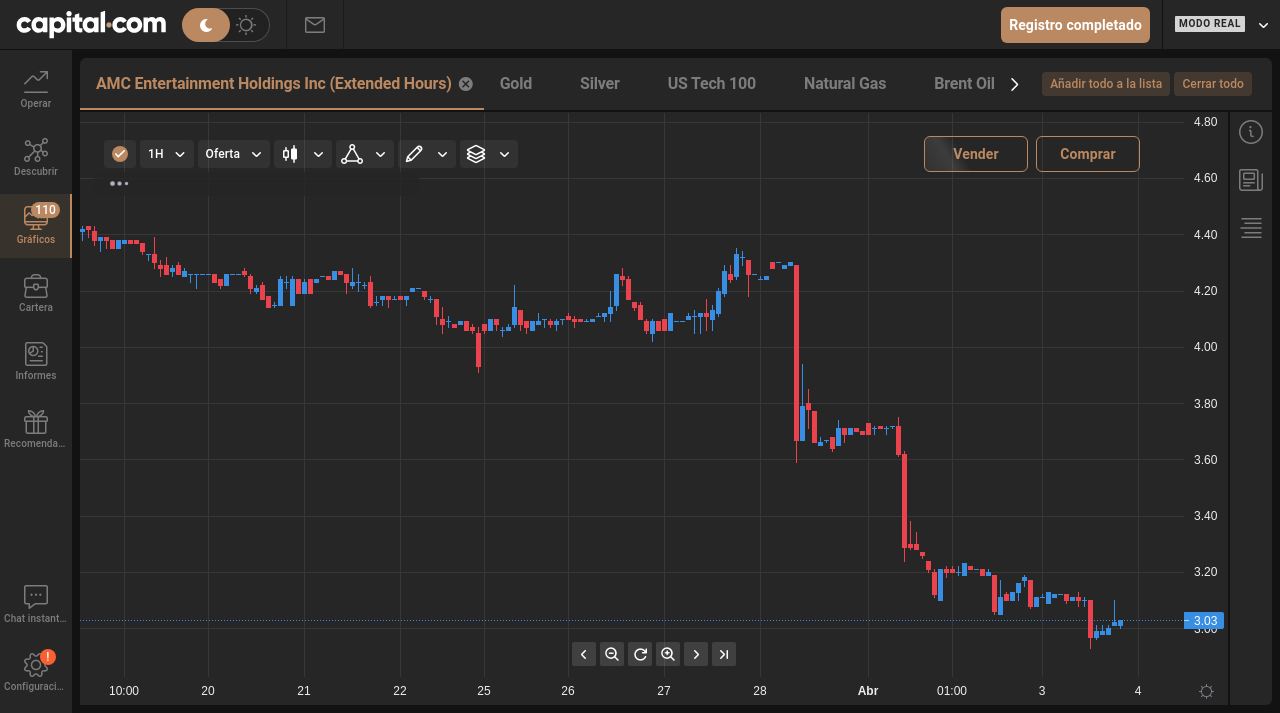 capital.com
Registro completado
MODO REAL
AMC Entertainment Holdings Inc (Extended Hours)
Gold
Silver
US Tech 100
Natural Gas
Brent Oil
Añadir todo a la lista
Cerrar todo
Operar
Descubrir
110
Gráficos
Cartera
Informes
Recomenda...
Chat instant...
!
Configuraci...
1H
Oferta
Vender
Comprar
4.80
4.60
4.40
4.20
4.00
3.80
3.60
3.40
3.20
3.03
3.00
10:00
20
21
22
25
26
27
28
Abr
01:00
3
4